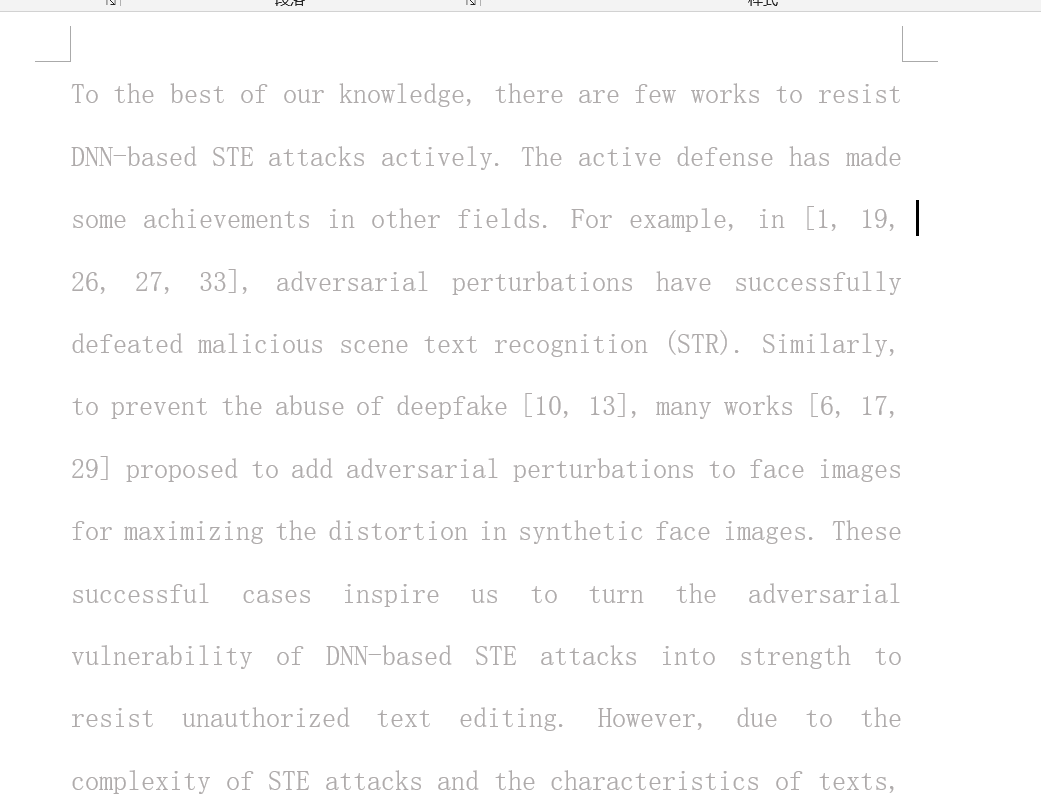 段落
样式
To the best of our knowledge, there are few works to resist
DNN-based STE attacks actively. The active defense has made
some achievements in other fields. For example, in [1, 19,
26, 27, 33], adversarial perturbations have successfully
defeated malicious scene text recognition (STR). Similarly,
to prevent the abuse of deepfake [10, 13], many works [6, 17,
29] proposed to add adversarial perturbations to face images
for maximizing the distortion in synthetic face images. These
successful cases inspire us to turn the adversarial
vulnerability of DNN-based STE attacks into strength to
resist unauthorized text editing. However, due to the
complexity of STE attacks and the characteristics of texts,